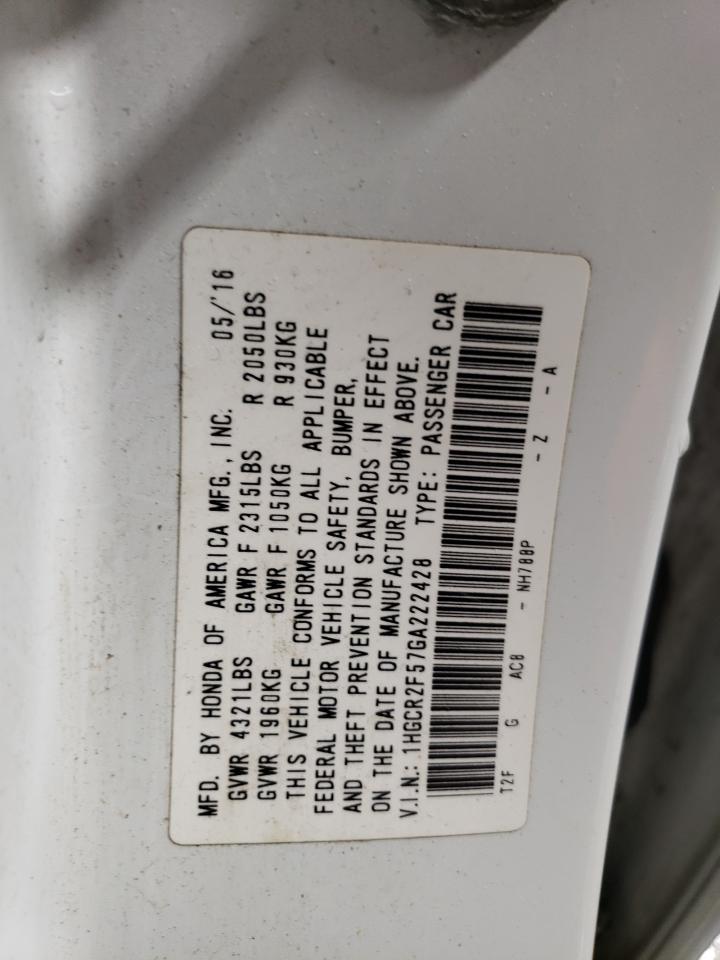 MFD. BY HONDA OF AMERICA MFG., INC. 05/'16
GVWR 4321LBS GAWR F 2315LBS R 2050LBS
GVWR 1960KG GAWR F 1050KG R 930KG
THIS VEHICLE CONFORMS TO ALL APPLICABLE
FEDERAL MOTOR VEHICLE SAFETY, BUMPER,
AND THEFT PREVENTION STANDARDS IN EFFECT
ON THE DATE OF MANUFACTURE SHOWN ABOVE.
V.I.N.: 1HGCR2F57GA222428 TYPE: PASSENGER CAR
T2F G AC8 - NH788P - Z - A